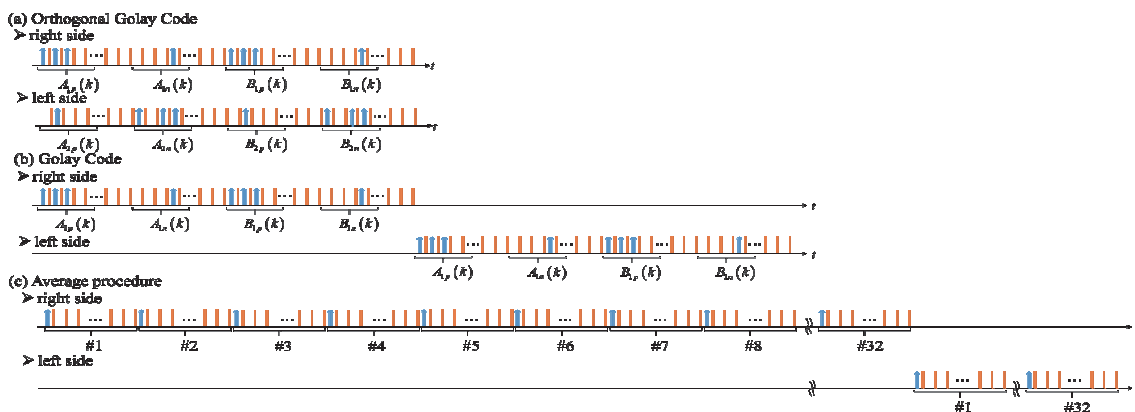 (a) Orthogonal Golay Code
➤ right side
t
A₁,ₚ(k) A₁,ₙ(k) B₁,ₚ(k) B₁,ₙ(k)
➤ left side
t
A₂,ₚ(k) A₂,ₙ(k) B₂,ₚ(k) B₂,ₙ(k)
(b) Golay Code
➤ right side
t
A₁,ₚ(k) A₁,ₙ(k) B₁,ₚ(k) B₁,ₙ(k)
➤ left side
t
A₁,ₚ(k) A₁,ₙ(k) B₁,ₚ(k) B₁,ₙ(k)
(c) Average procedure
➤ right side
#1 #2 #3 #4 #5 #6 #7 #8 #32
➤ left side
#1 #32